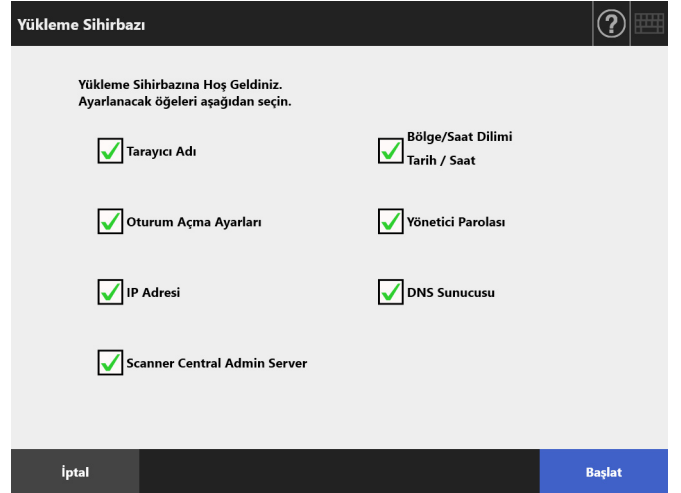 Yükleme Sihirbazı
Yükleme Sihirbazına Hoş Geldiniz.
Ayarlanacak öğeleri aşağıdan seçin.
Tarayıcı Adı
Bölge/Saat Dilimi
Tarih / Saat
Oturum Açma Ayarları
Yönetici Parolası
IP Adresi
DNS Sunucusu
Scanner Central Admin Server
İptal
Başlat